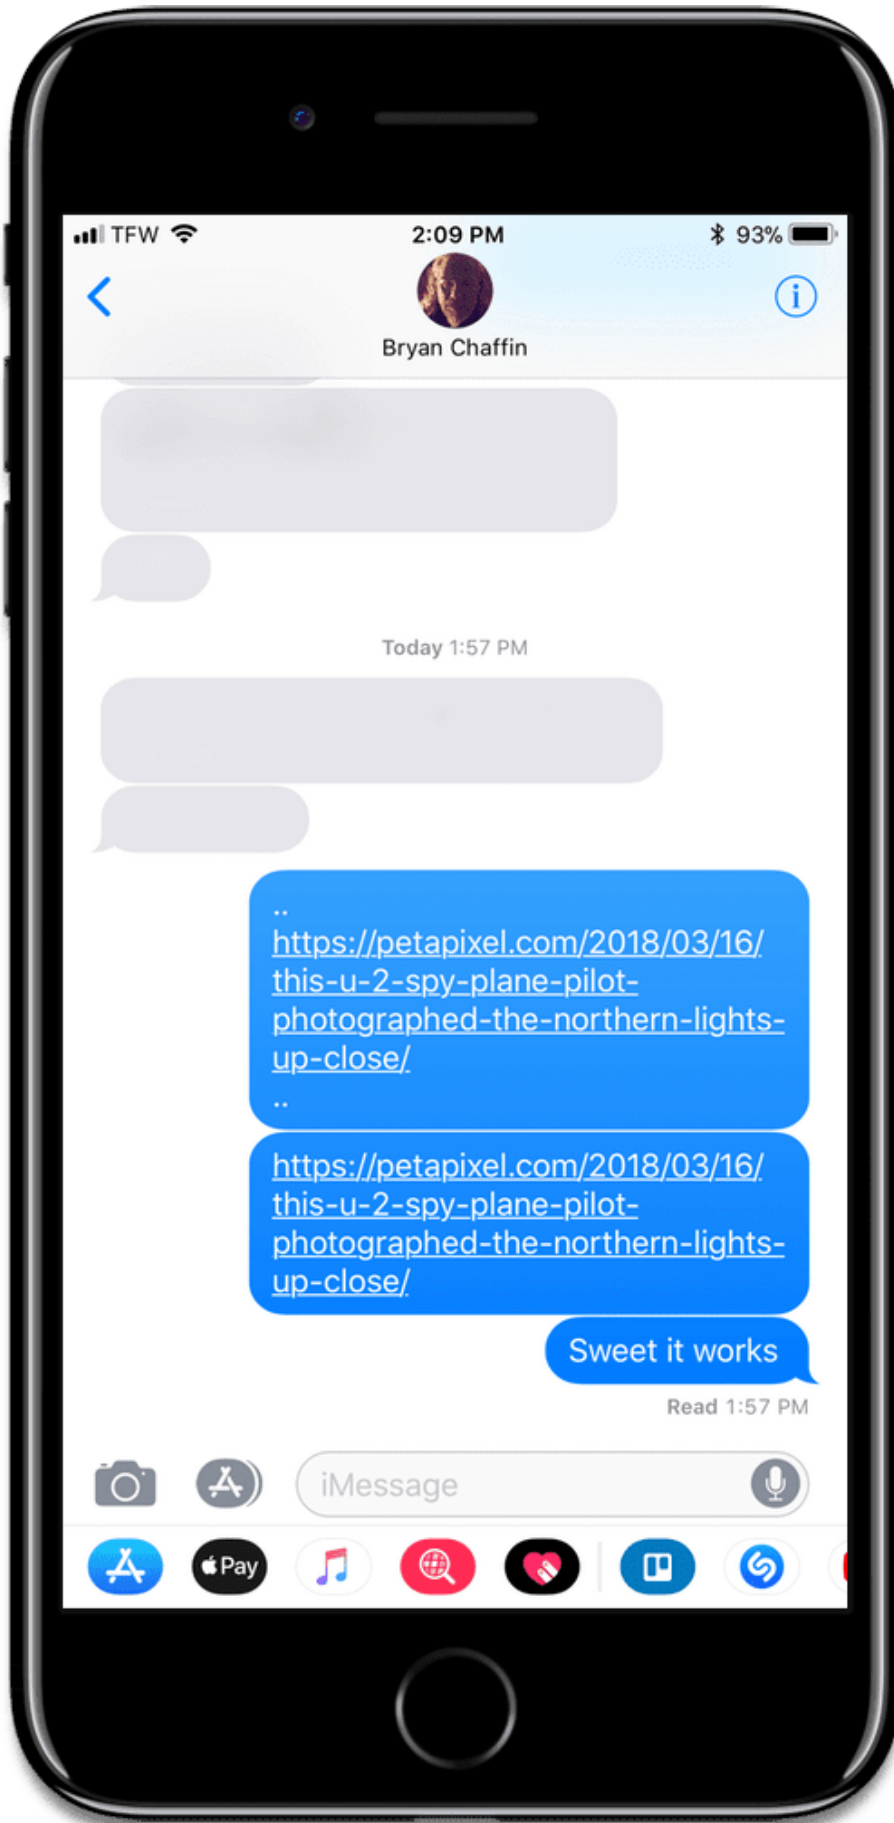 TFW 2:09 PM 93%
Bryan Chaffin
Today 1:57 PM
..
https://petapixel.com/2018/03/16/
this-u-2-spy-plane-pilot-
photographed-the-northern-lights-
up-close/
..
https://petapixel.com/2018/03/16/
this-u-2-spy-plane-pilot-
photographed-the-northern-lights-
up-close/
Sweet it works
Read 1:57 PM
iMessage
Pay